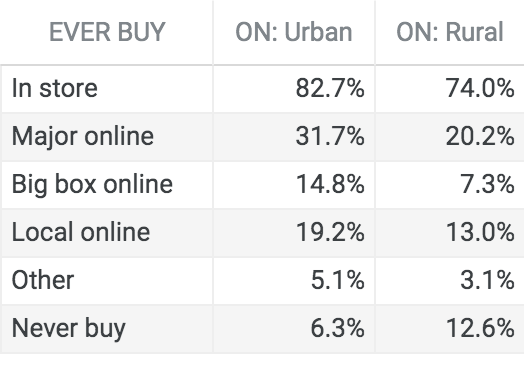 EVER BUY ON: Urban ON: Rural
In store 82.7% 74.0%
Major online 31.7% 20.2%
Big box online 14.8% 7.3%
Local online 19.2% 13.0%
Other 5.1% 3.1%
Never buy 6.3% 12.6%